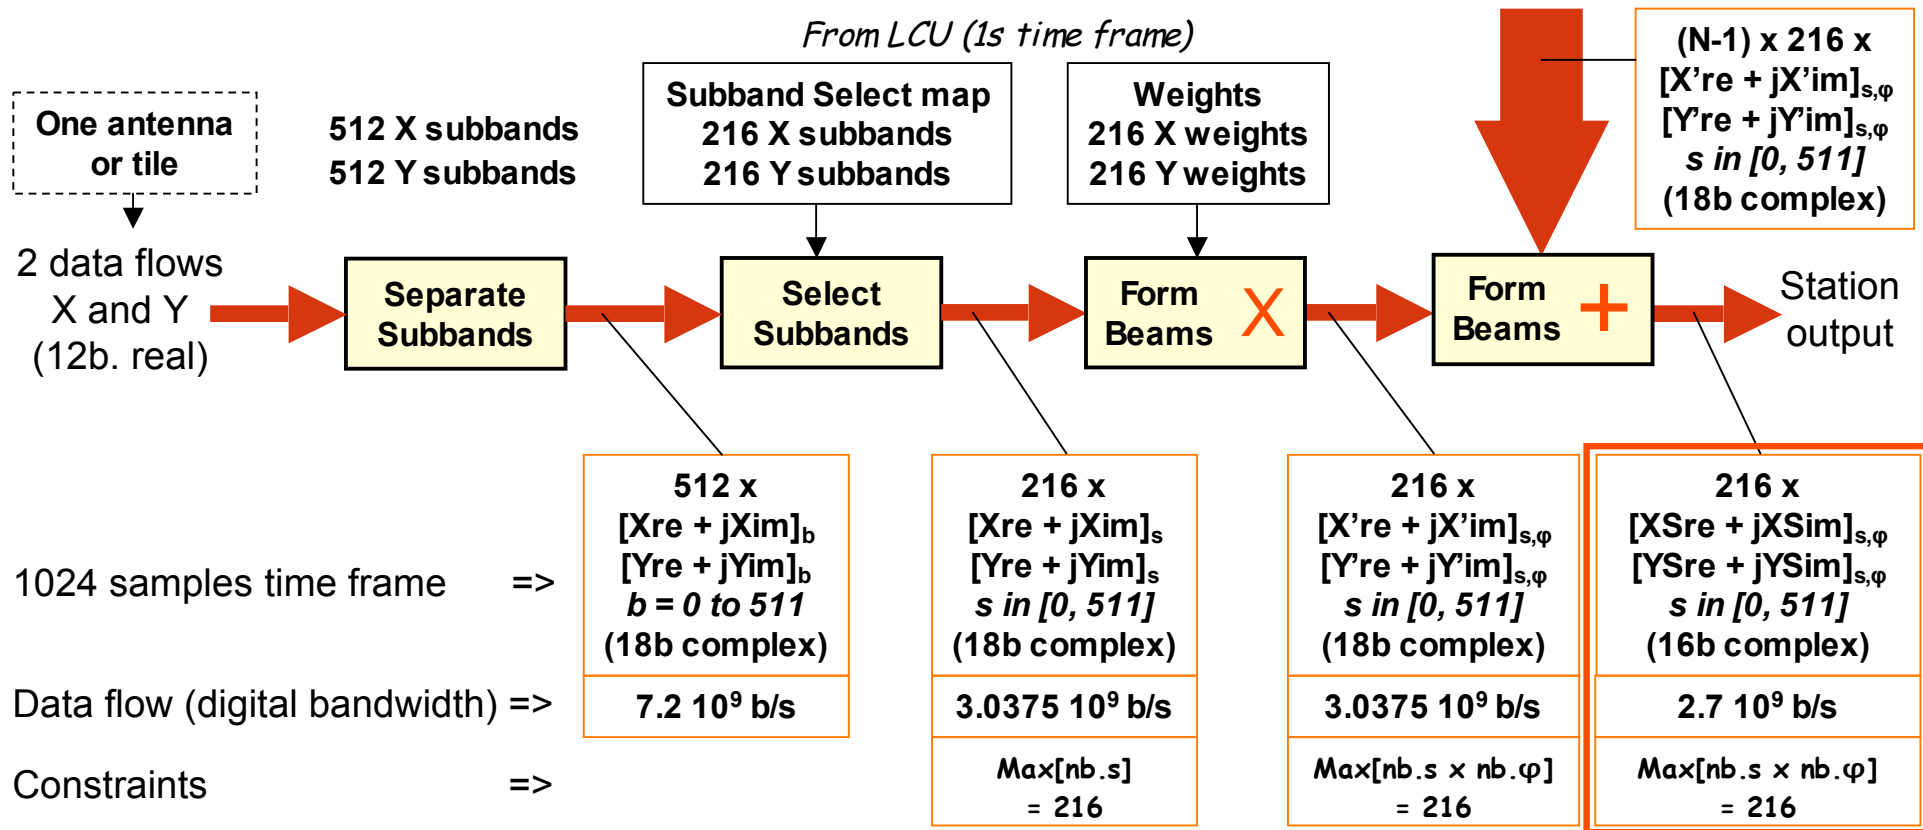 From LCU (1s time frame)
One antenna
or tile
512 X subbands
512 Y subbands
Subband Select map
216 X subbands
216 Y subbands
Weights
216 X weights
216 Y weights
(N-1) x 216 x
[X’re + jX’im]s,φ
[Y’re + jY’im]s,φ
s in [0, 511]
(18b complex)
2 data flows
X and Y
(12b. real)
Separate
Subbands
Select
Subbands
Form
Beams
X
Form
Beams
+
Station
output
1024 samples time frame =>
512 x
[Xre + jXim]b
[Yre + jYim]b
b = 0 to 511
(18b complex)
216 x
[Xre + jXim]s
[Yre + jYim]s
s in [0, 511]
(18b complex)
216 x
[X’re + jX’im]s,φ
[Y’re + jY’im]s,φ
s in [0, 511]
(18b complex)
216 x
[XSre + jXSim]s,φ
[YSre + jYSim]s,φ
s in [0, 511]
(16b complex)
Data flow (digital bandwidth) =>
7.2 10⁹ b/s
3.0375 10⁹ b/s
3.0375 10⁹ b/s
2.7 10⁹ b/s
Constraints =>
Max[nb.s]
= 216
Max[nb.s x nb.φ]
= 216
Max[nb.s x nb.φ]
= 216